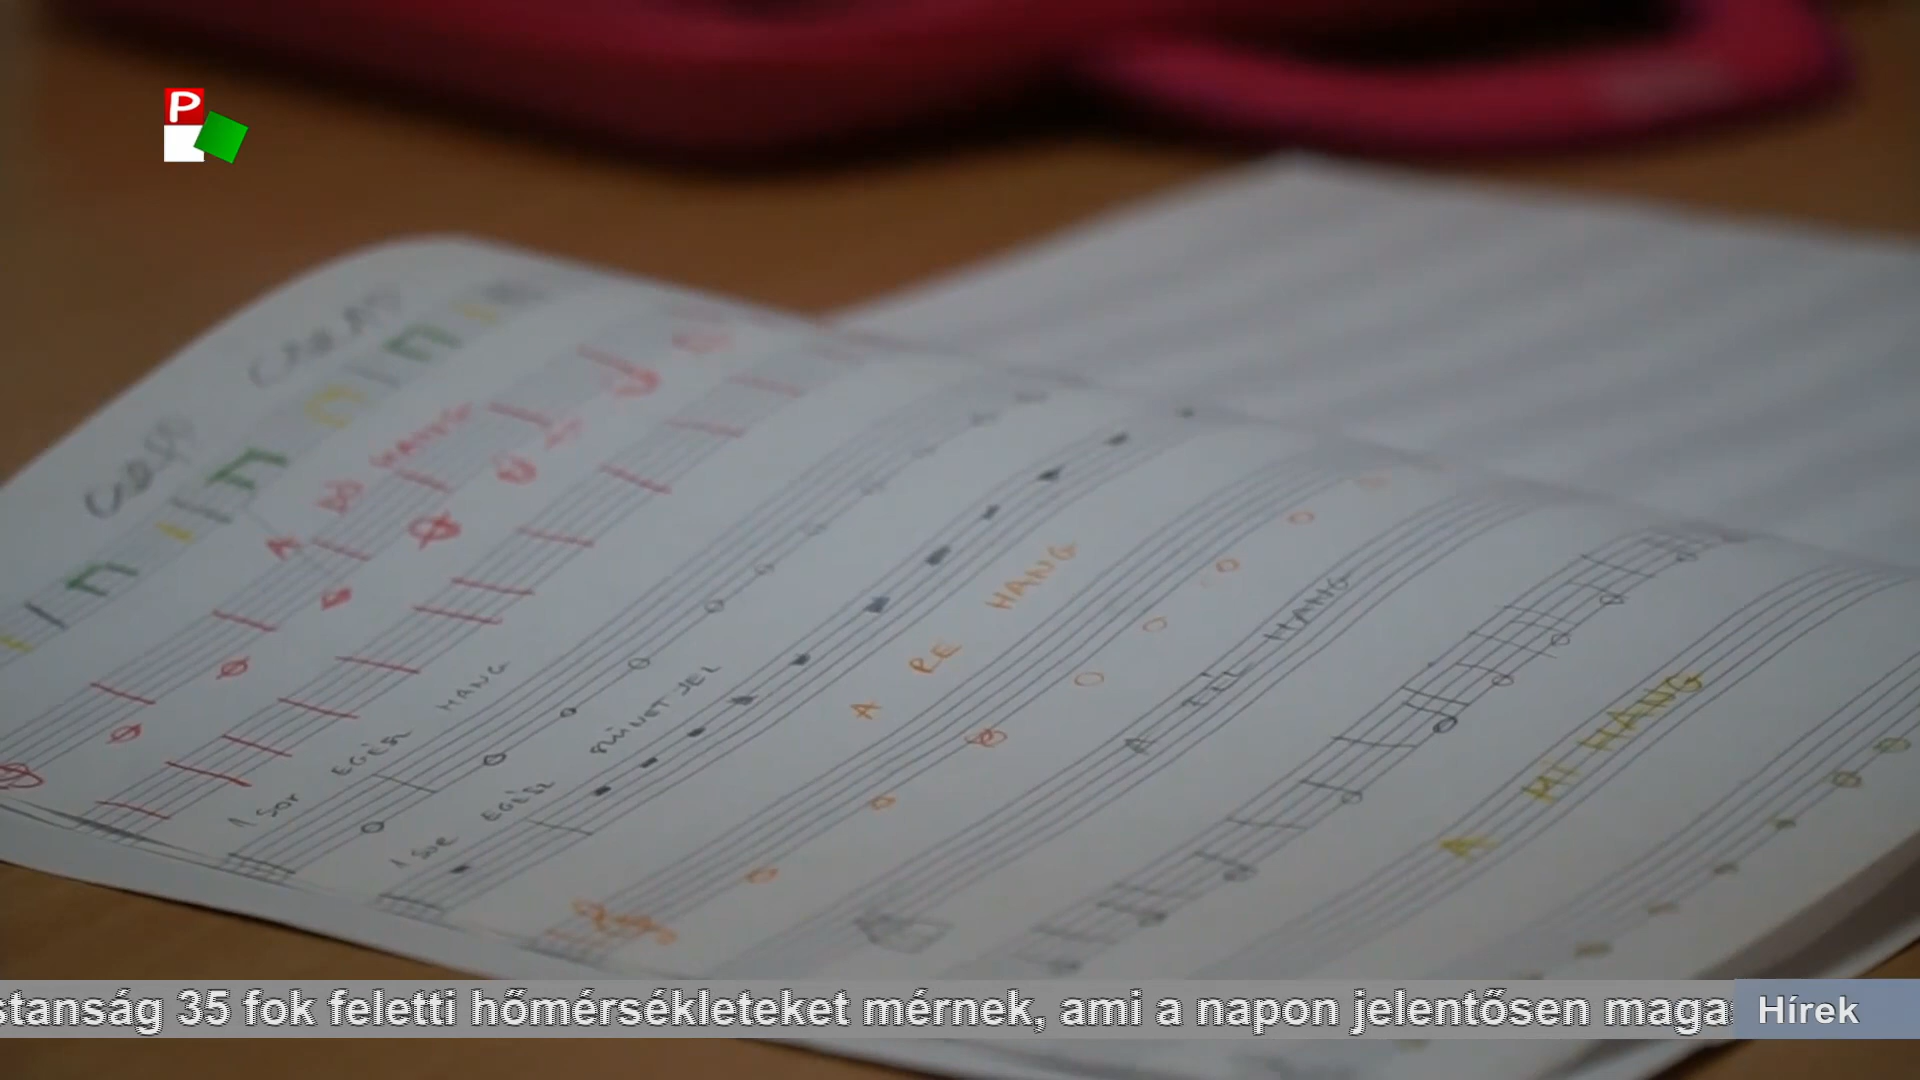 P
A DÓ HANG
1 SOR EGÉSZ HANG
1 SOR EGÉSZ SZÜNET JEL
A RE HANG
A FÉL HANG
A MI HANG
stanság 35 fok feletti hőmérsékleteket mérnek, ami a napon jelentősen maga
Hírek